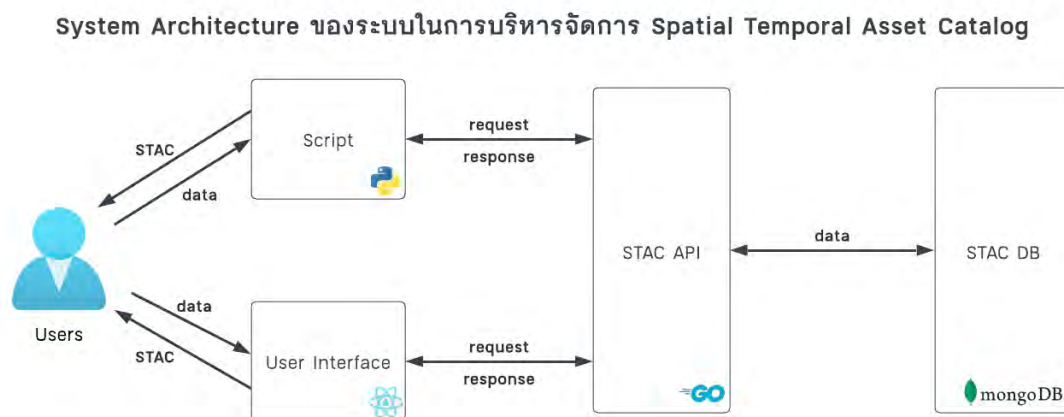 System Architecture ของระบบในการบริหารจัดการ Spatial Temporal Asset Catalog
STAC
data
Script
request
response
STAC API
data
STAC DB
Users
data
STAC
User Interface
request
response
GO
mongoDB